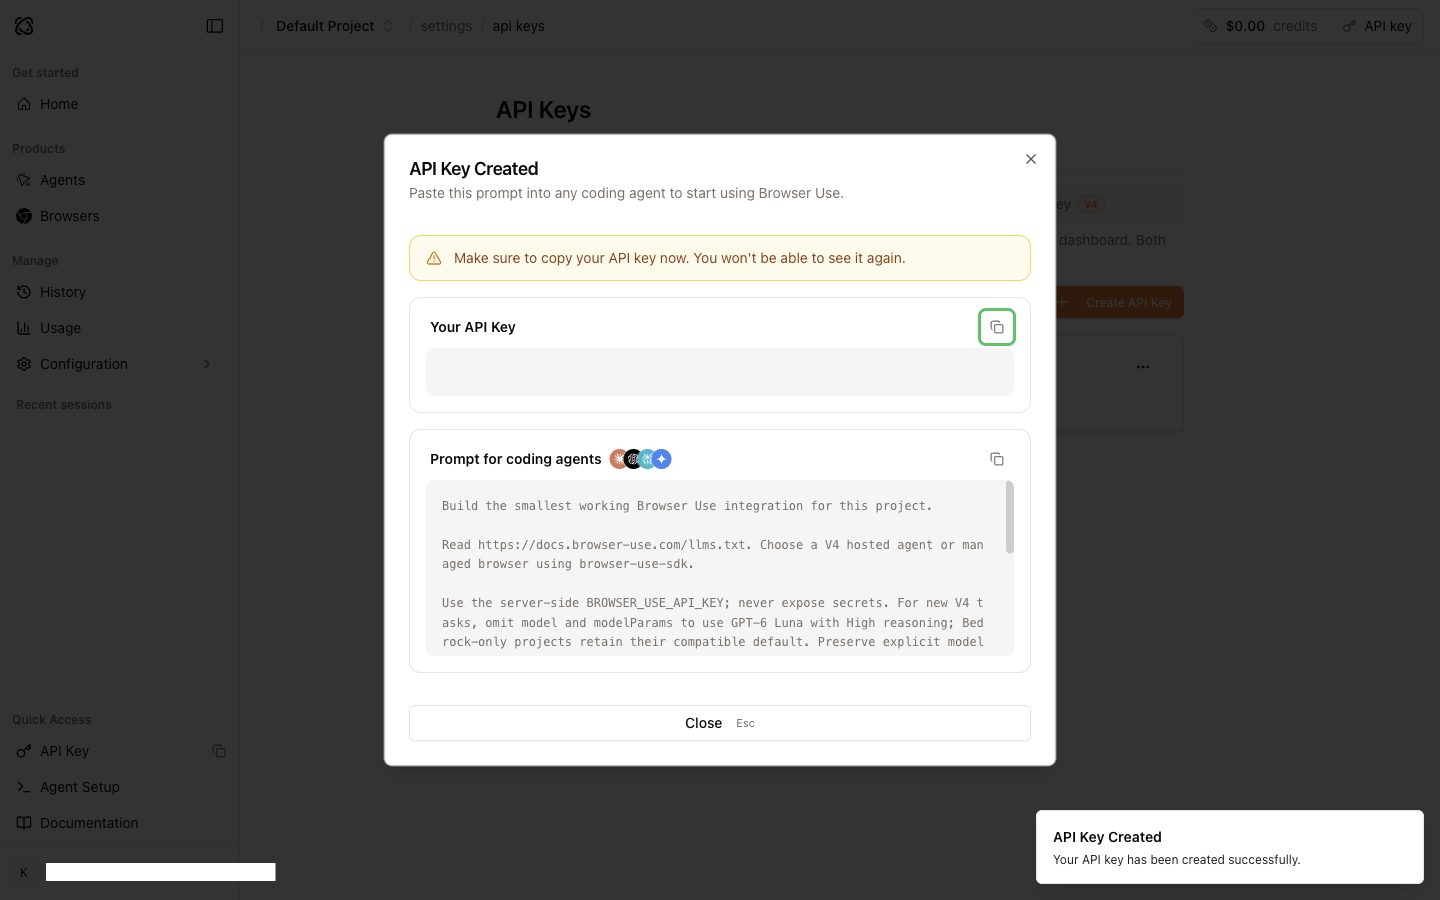 / Default Project / settings / api keys
$0.00 credits
API key
Get started
Home
Products
Agents
Browsers
Manage
History
Usage
Configuration
Recent sessions
Quick Access
API Key
Agent Setup
Documentation
K
API Keys
ey V4
dashboard. Both
+ Create API Key
API Key Created
Paste this prompt into any coding agent to start using Browser Use.
Make sure to copy your API key now. You won't be able to see it again.
Your API Key
Prompt for coding agents
Build the smallest working Browser Use integration for this project.
Read https://docs.browser-use.com/llms.txt. Choose a V4 hosted agent or man
aged browser using browser-use-sdk.
Use the server-side BROWSER_USE_API_KEY; never expose secrets. For new V4 t
asks, omit model and modelParams to use GPT-6 Luna with High reasoning; Bed
rock-only projects retain their compatible default. Preserve explicit model
Close Esc
API Key Created
Your API key has been created successfully.